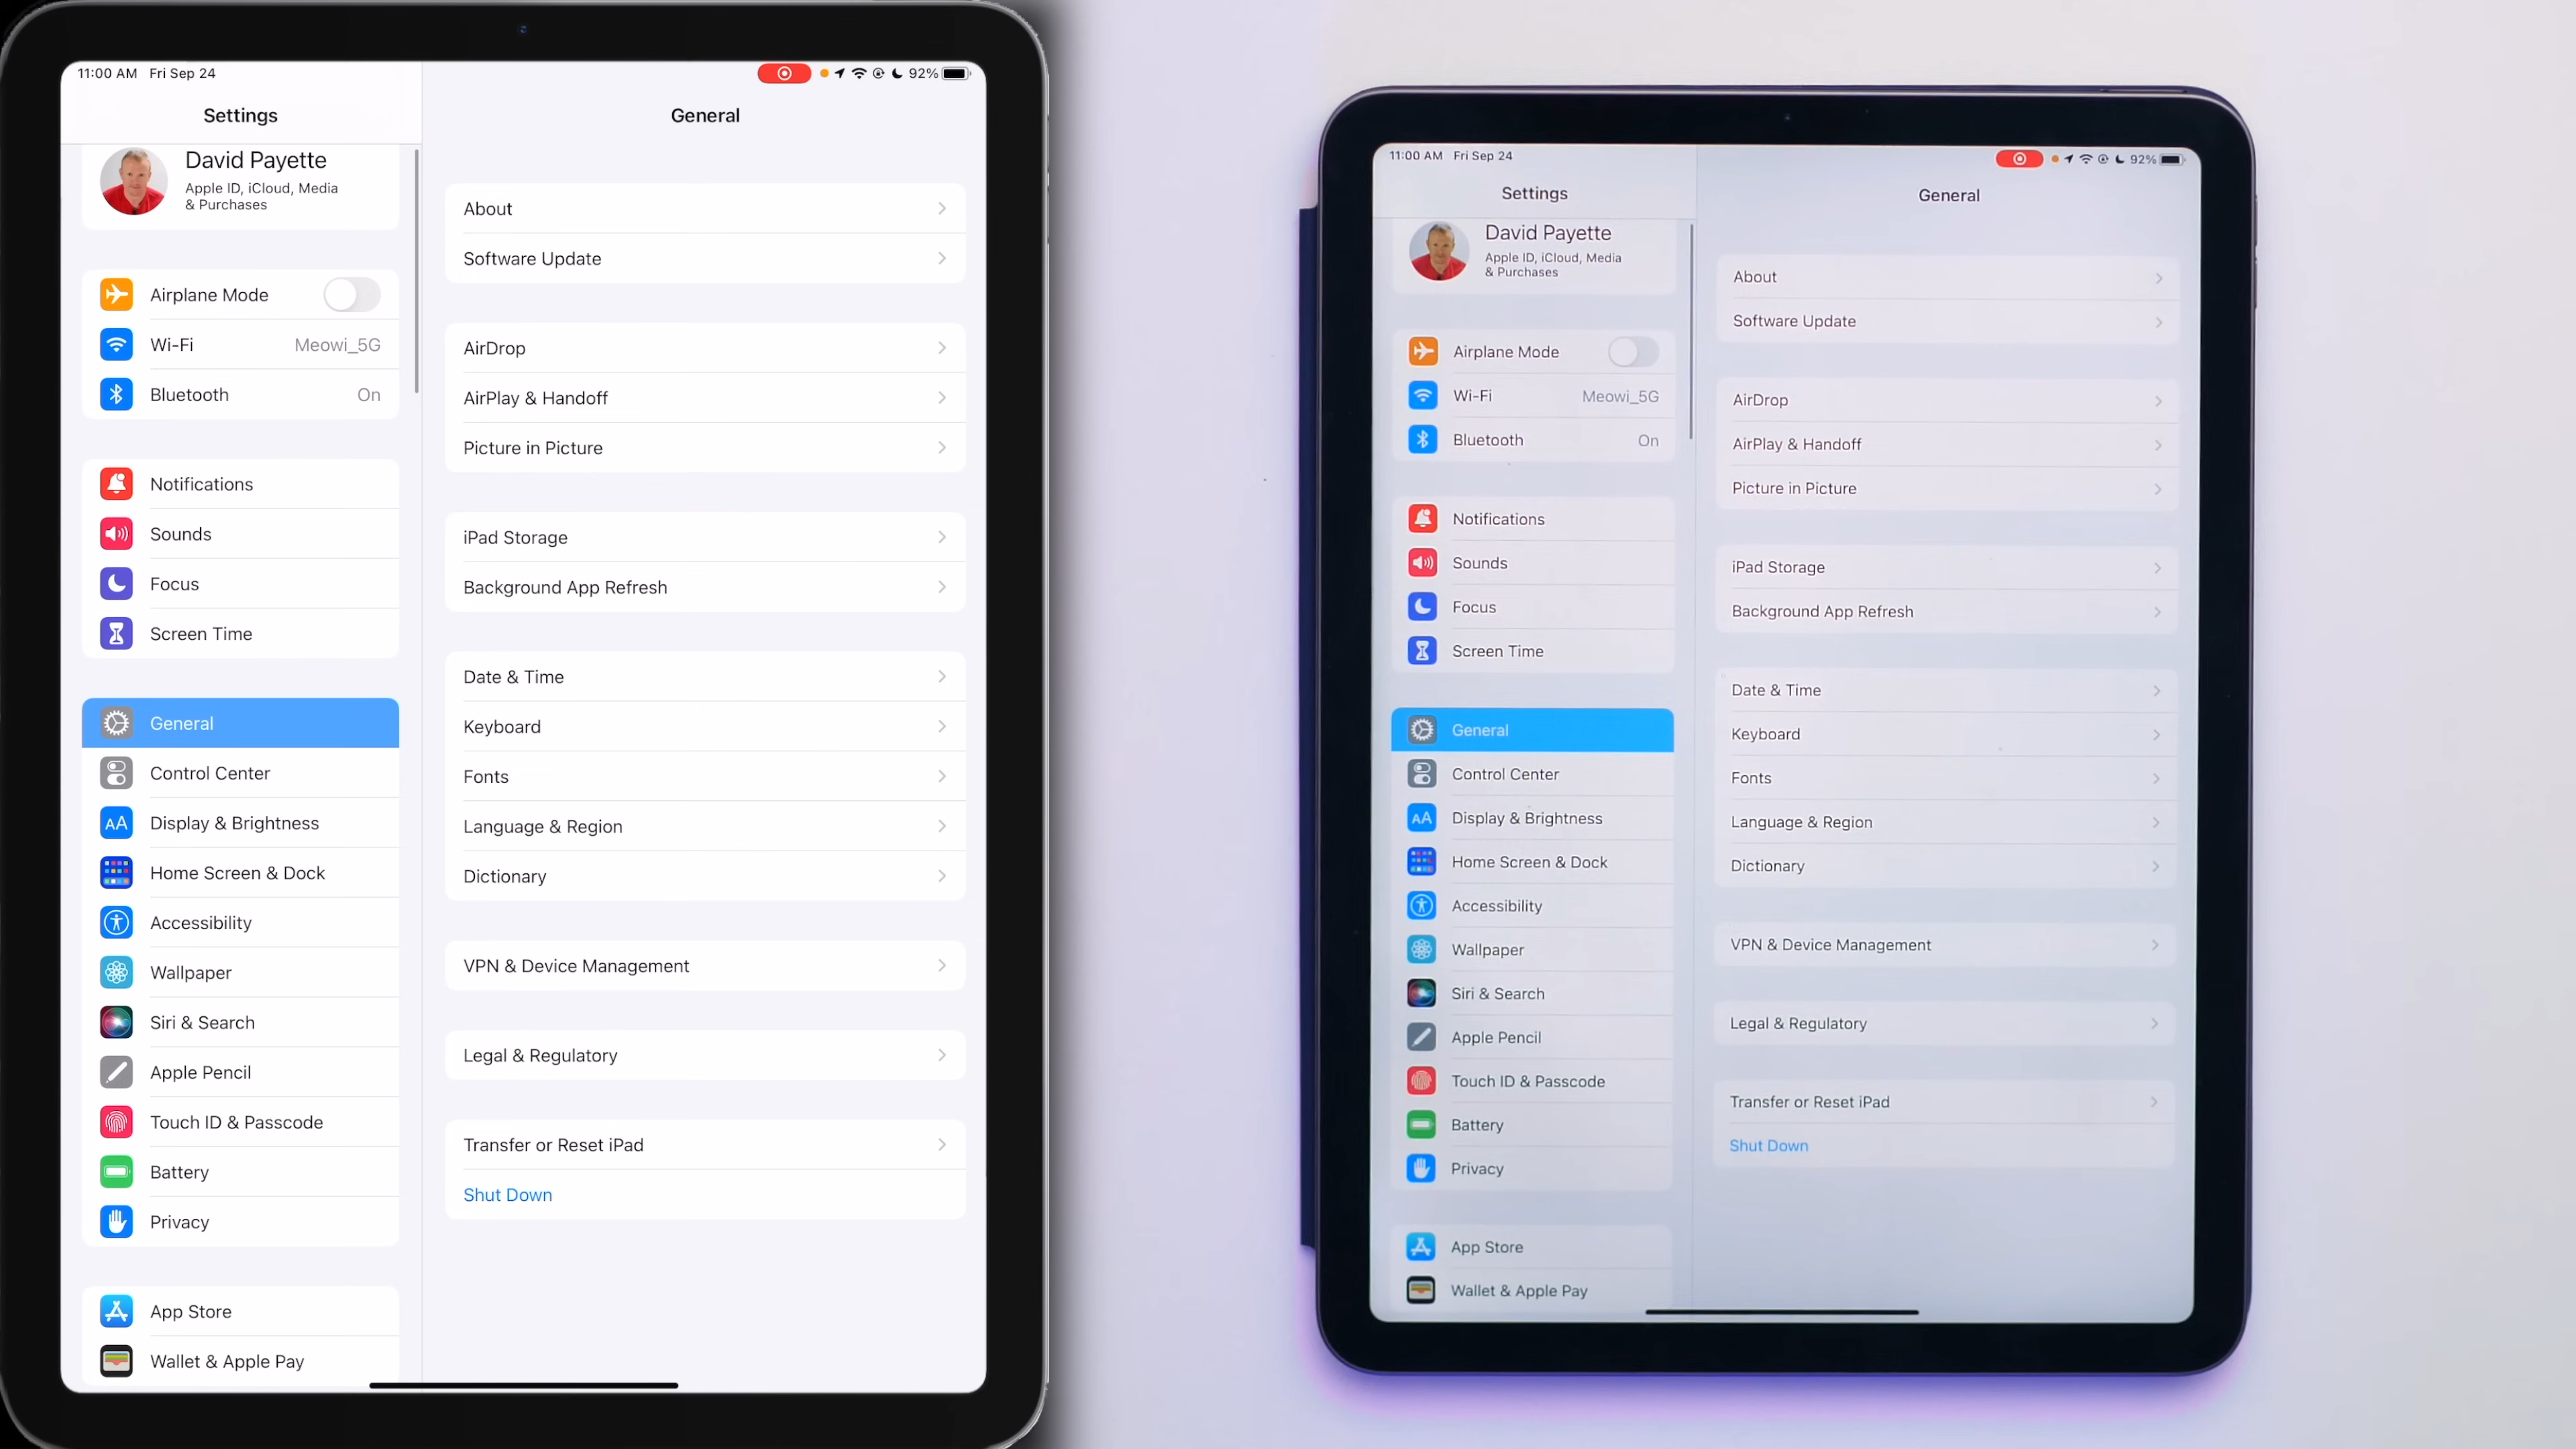 11:00 AM Fri Sep 24
92%
Settings
David Payette
Apple ID, iCloud, Media
& Purchases
Airplane Mode
Wi-Fi Meowi_5G
Bluetooth On
Notifications
Sounds
Focus
Screen Time
General
Control Center
AA Display & Brightness
Home Screen & Dock
Accessibility
Wallpaper
Siri & Search
Apple Pencil
Touch ID & Passcode
Battery
Privacy
App Store
Wallet & Apple Pay
General
About
Software Update
AirDrop
AirPlay & Handoff
Picture in Picture
iPad Storage
Background App Refresh
Date & Time
Keyboard
Fonts
Language & Region
Dictionary
VPN & Device Management
Legal & Regulatory
Transfer or Reset iPad
Shut Down
11:00 AM Fri Sep 24
92%
Settings
David Payette
Apple ID, iCloud, Media
& Purchases
Airplane Mode
Wi-Fi Meowi_5G
Bluetooth On
Notifications
Sounds
Focus
Screen Time
General
Control Center
AA Display & Brightness
Home Screen & Dock
Accessibility
Wallpaper
Siri & Search
Apple Pencil
Touch ID & Passcode
Battery
Privacy
App Store
Wallet & Apple Pay
General
About
Software Update
AirDrop
AirPlay & Handoff
Picture in Picture
iPad Storage
Background App Refresh
Date & Time
Keyboard
Fonts
Language & Region
Dictionary
VPN & Device Management
Legal & Regulatory
Transfer or Reset iPad
Shut Down